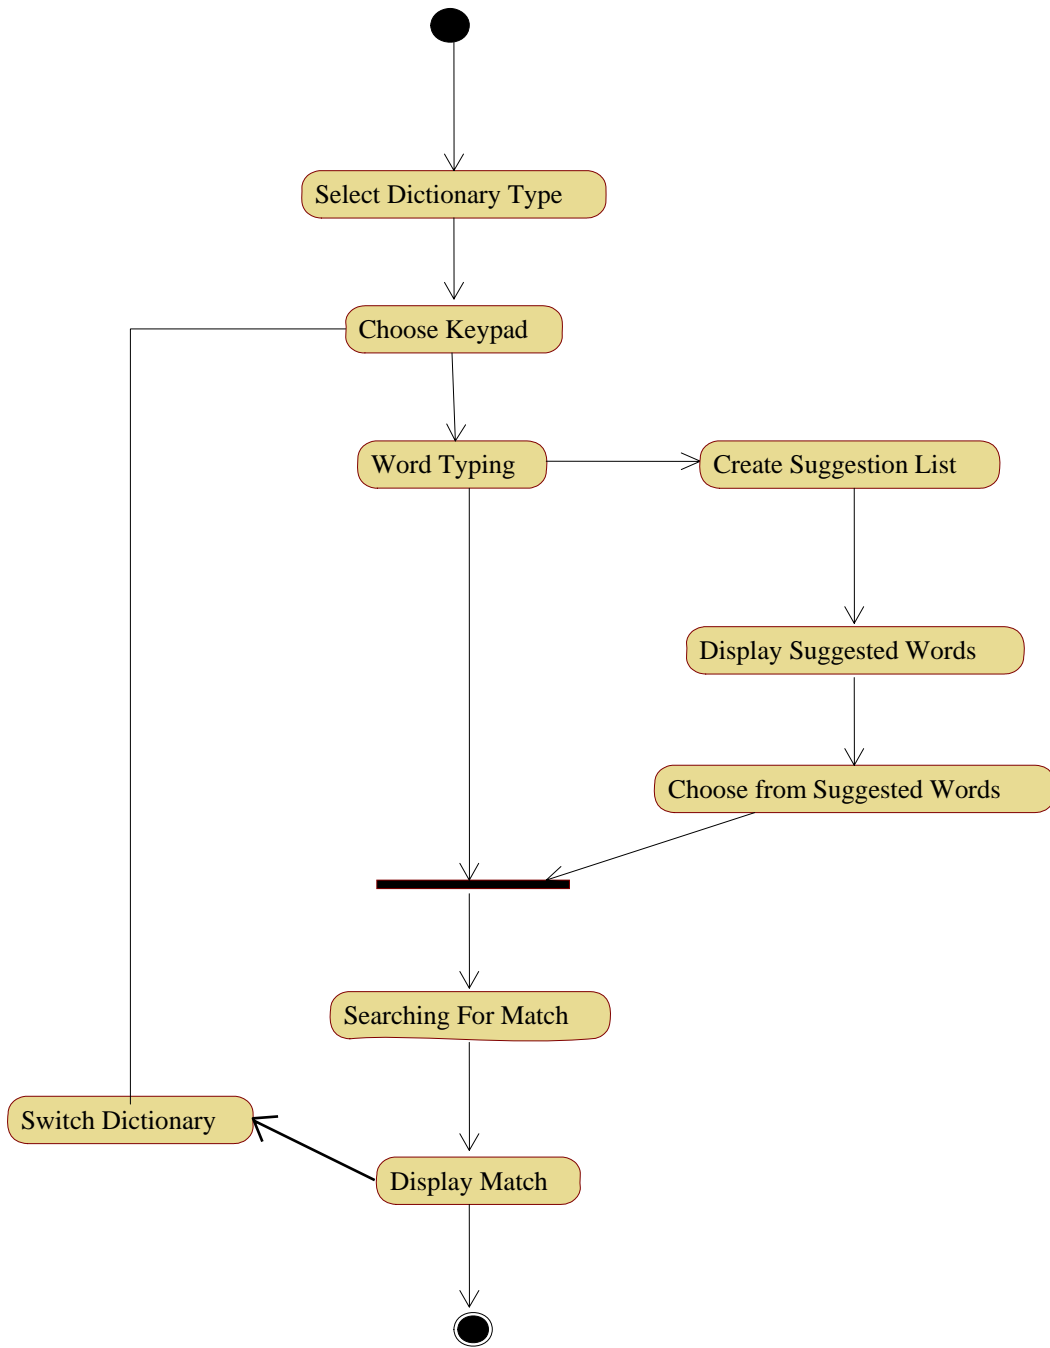 Select Dictionary Type
Choose Keypad
Word Typing
Create Suggestion List
Display Suggested Words
Choose from Suggested Words
Searching For Match
Switch Dictionary
Display Match